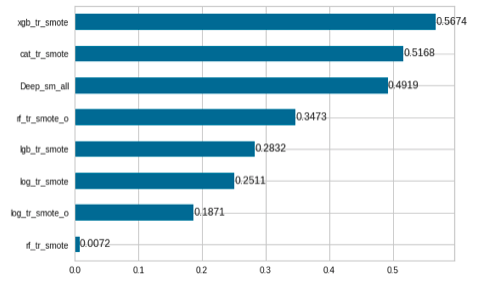 xgb_tr_smote 0.5674
cat_tr_smote 0.5168
Deep_sm_all 0.4919
rf_tr_smote_o 0.3473
lgb_tr_smote 0.2832
log_tr_smote 0.2511
log_tr_smote_o 0.1871
rf_tr_smote 0.0072
0.0 0.1 0.2 0.3 0.4 0.5